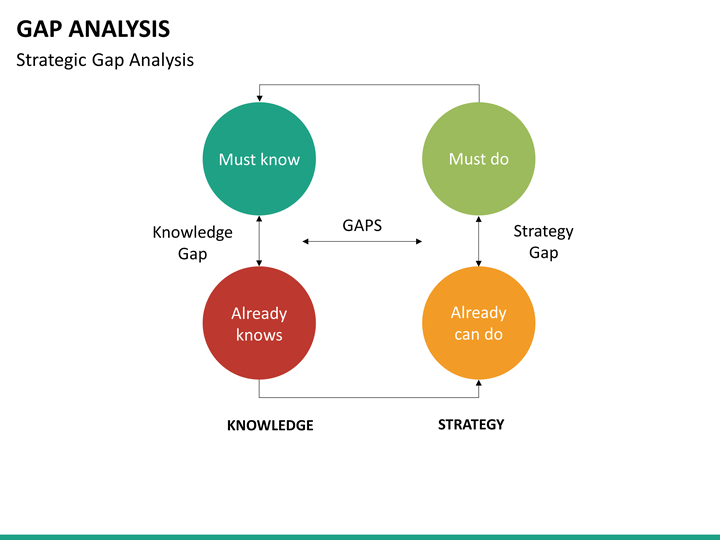 GAP ANALYSIS
Strategic Gap Analysis
Must know
Must do
Knowledge
Gap
GAPS
Strategy
Gap
Already
knows
Already
can do
KNOWLEDGE
STRATEGY